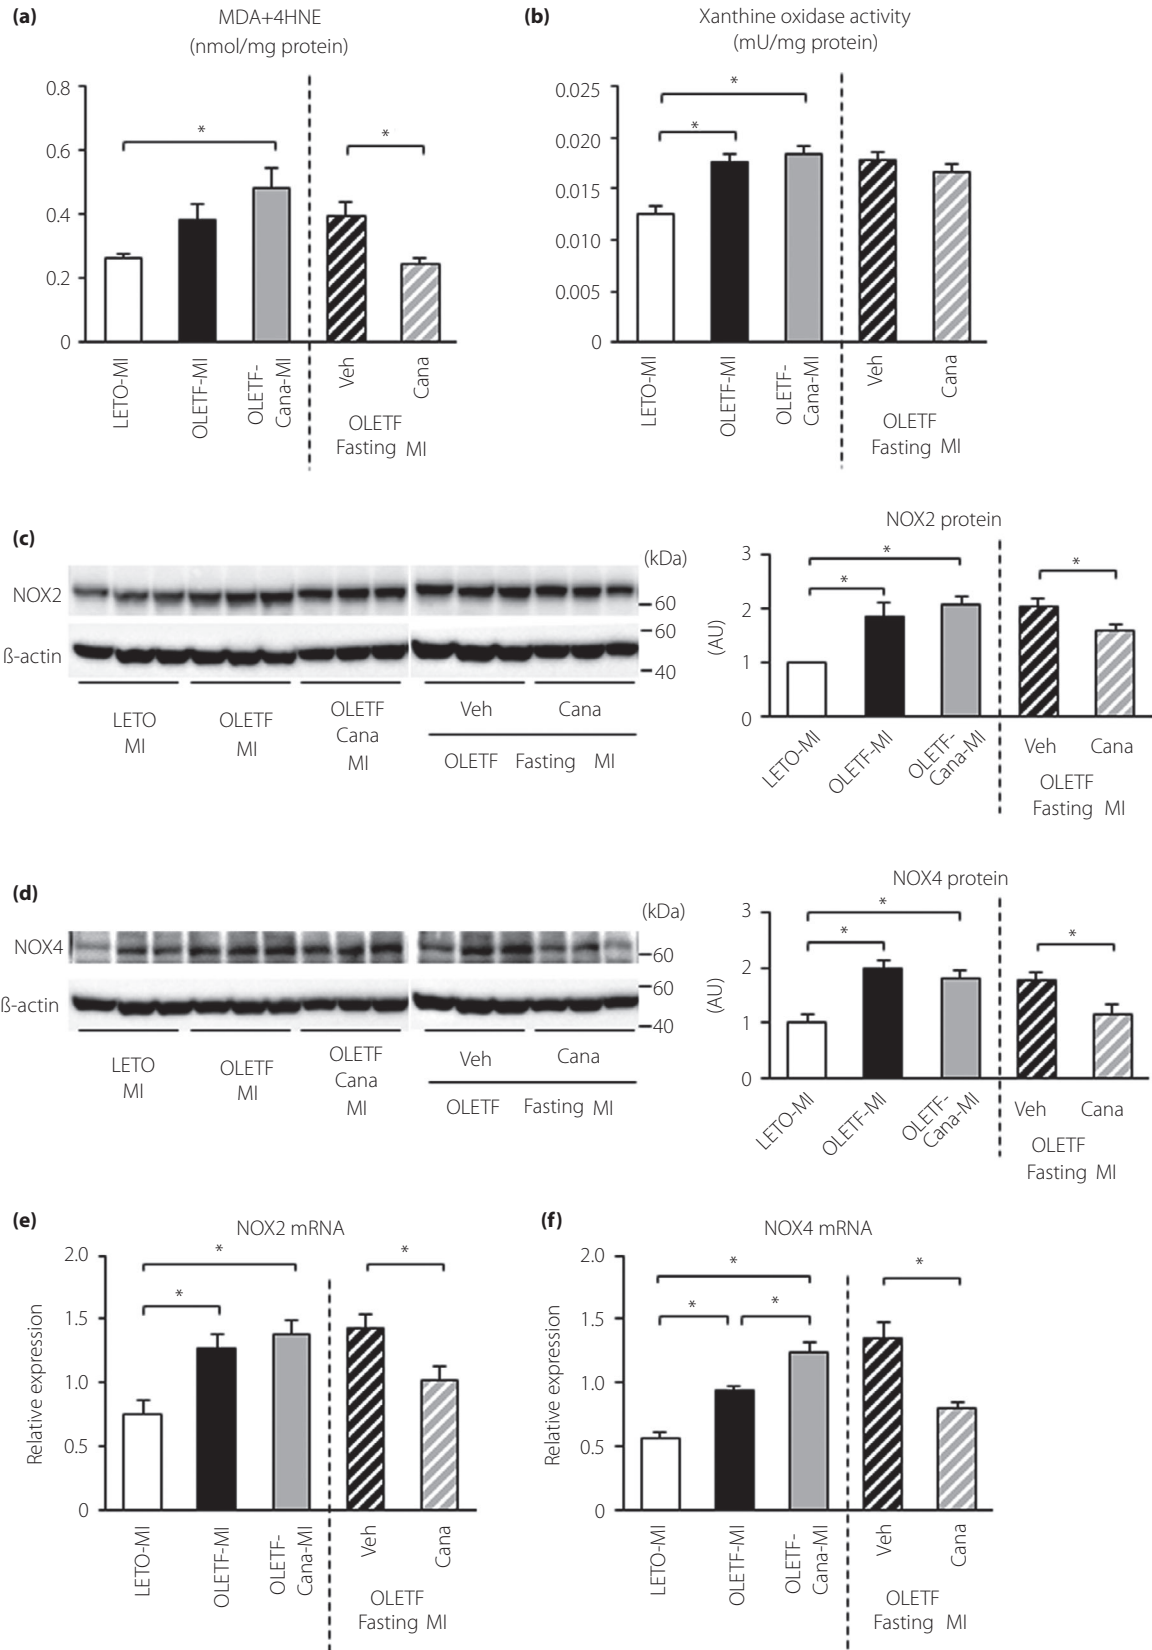 (a)
MDA+4HNE
(nmol/mg protein)
0.8
0.6
0.4
0.2
0
*
*
LETO-MI
OLETF-MI
OLETF-
Cana-MI
Veh
Cana
OLETF
Fasting MI
(b)
Xanthine oxidase activity
(mU/mg protein)
0.025
0.020
0.015
0.010
0.005
0
*
*
LETO-MI
OLETF-MI
OLETF-
Cana-MI
Veh
Cana
OLETF
Fasting MI
(c)
NOX2
ß-actin
(kDa)
60
60
40
LETO
MI
OLETF
MI
OLETF
Cana
MI
Veh
Cana
OLETF Fasting MI
NOX2 protein
(AU)
3
2
1
0
*
*
*
LETO-MI
OLETF-MI
OLETF-
Cana-MI
Veh
Cana
OLETF
Fasting MI
(d)
NOX4
ß-actin
(kDa)
60
60
40
LETO
MI
OLETF
MI
OLETF
Cana
MI
Veh
Cana
OLETF Fasting MI
NOX4 protein
(AU)
3
2
1
0
*
*
*
LETO-MI
OLETF-MI
OLETF-
Cana-MI
Veh
Cana
OLETF
Fasting MI
(e)
NOX2 mRNA
Relative expression
2.0
1.5
1.0
0.5
0
*
*
*
LETO-MI
OLETF-MI
OLETF-
Cana-MI
Veh
Cana
OLETF
Fasting MI
(f)
NOX4 mRNA
Relative expression
2.0
1.5
1.0
0.5
0
*
*
*
*
LETO-MI
OLETF-MI
OLETF-
Cana-MI
Veh
Cana
OLETF
Fasting MI